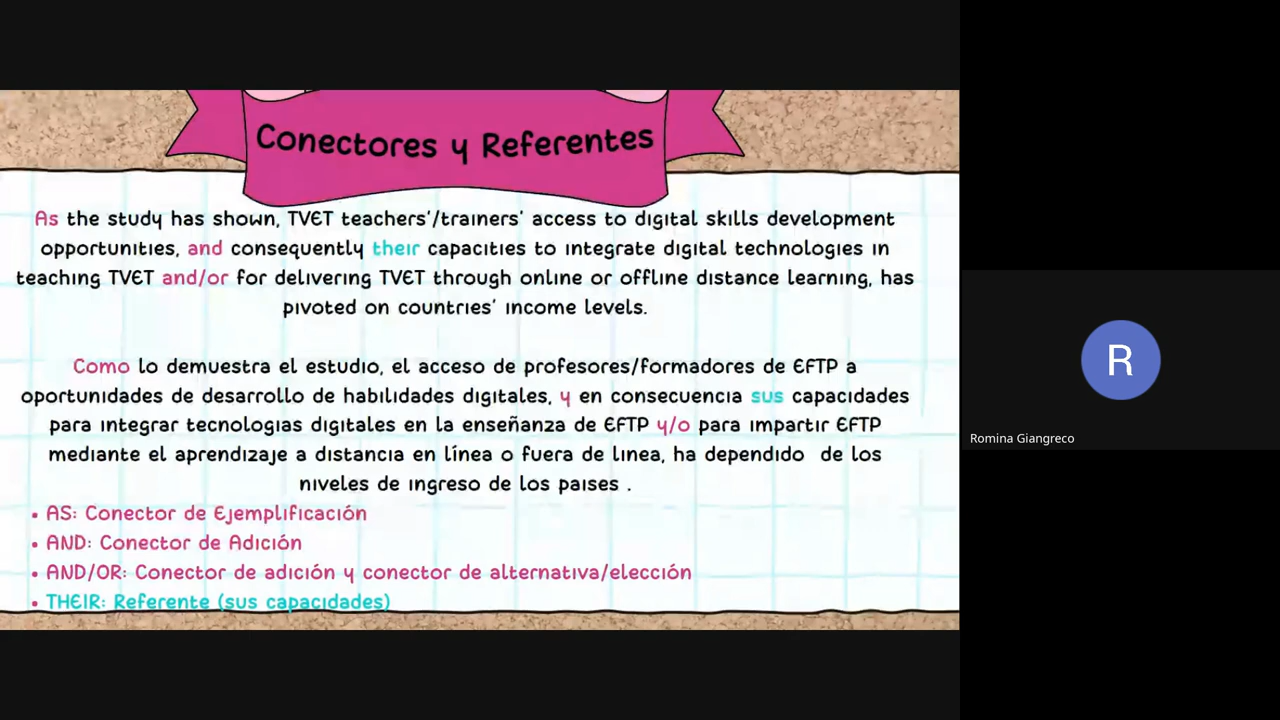 Conectores y Referentes
As the study has shown, TVET teachers'/trainers' access to digital skills development
opportunities, and consequently their capacities to integrate digital technologies in
teaching TVET and/or for delivering TVET through online or offline distance learning, has
pivoted on countries' income levels.
Como lo demuestra el estudio, el acceso de profesores/formadores de EFTP a
oportunidades de desarrollo de habilidades digitales, y en consecuencia sus capacidades
para integrar tecnologias digitales en la enseñanza de EFTP y/o para impartir EFTP
mediante el aprendizaje a distancia en línea o fuera de linea, ha dependido de los
niveles de ingreso de los paises .
• AS: Conector de Ejemplificación
• AND: Conector de Adición
• AND/OR: Conector de adición y conector de alternativa/elección
• THEIR: Referente (sus capacidades)
R
Romina Giangreco